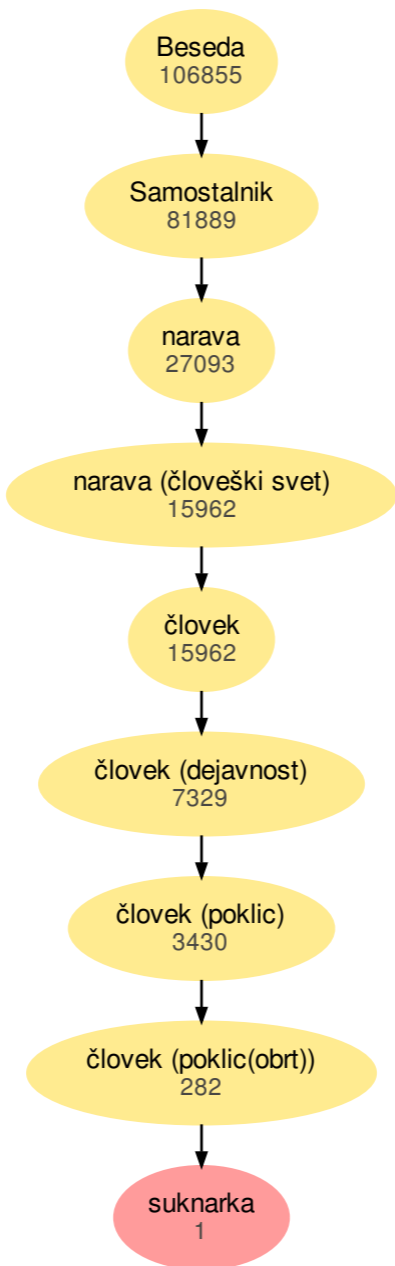 Beseda
106855
Samostalnik
81889
narava
27093
narava (človeški svet)
15962
človek
15962
človek (dejavnost)
7329
človek (poklic)
3430
človek (poklic(obrt))
282
suknarka
1